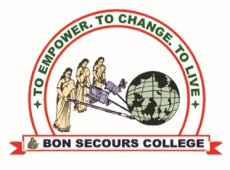 TO EMPOWER. TO CHANGE. TO LIVE
BON SECOURS COLLEGE